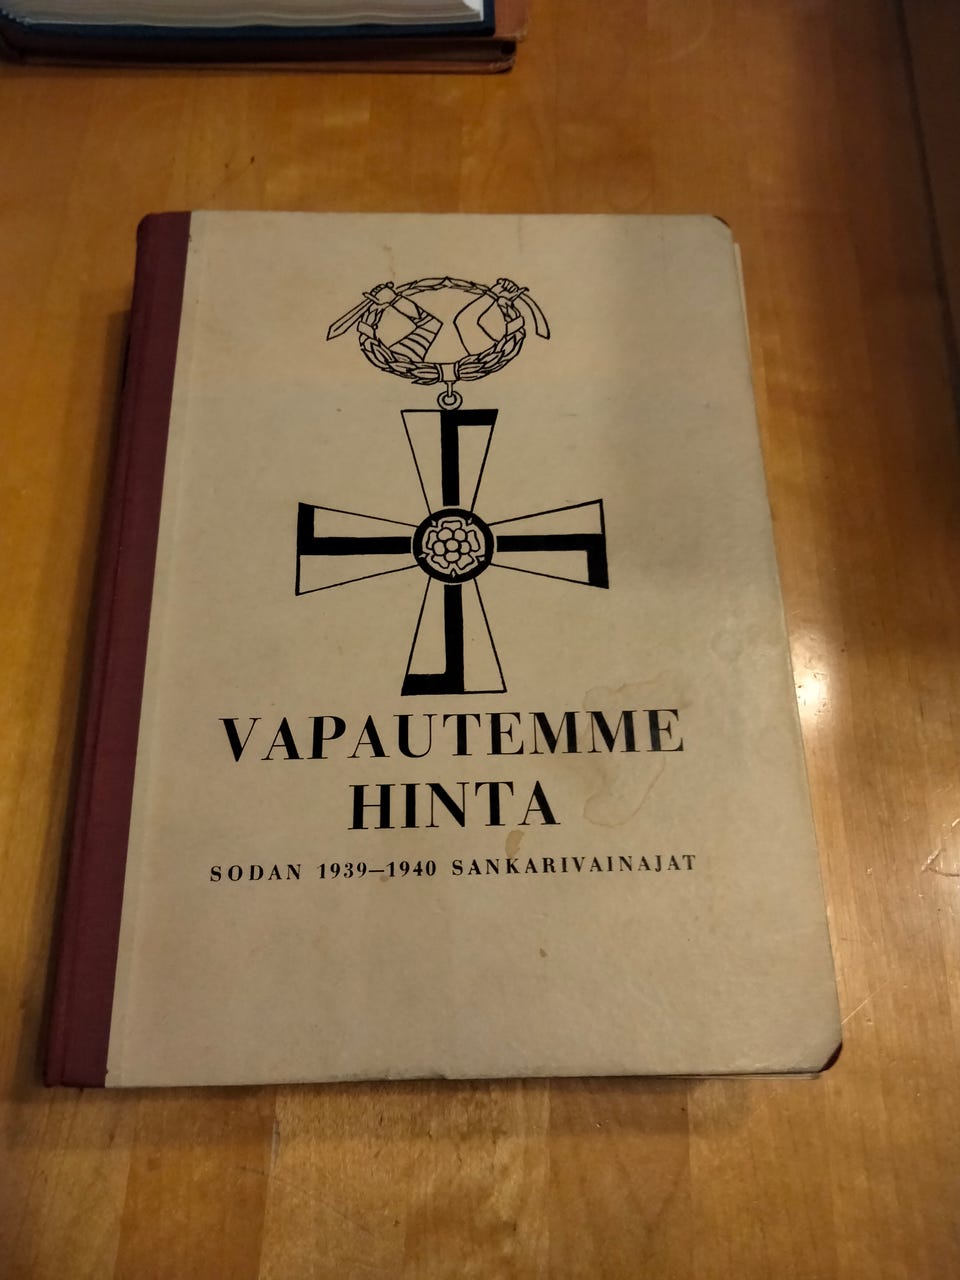 VAPAUTEMME
HINTA
SODAN 1939–1940 SANKARIVAINAJAT